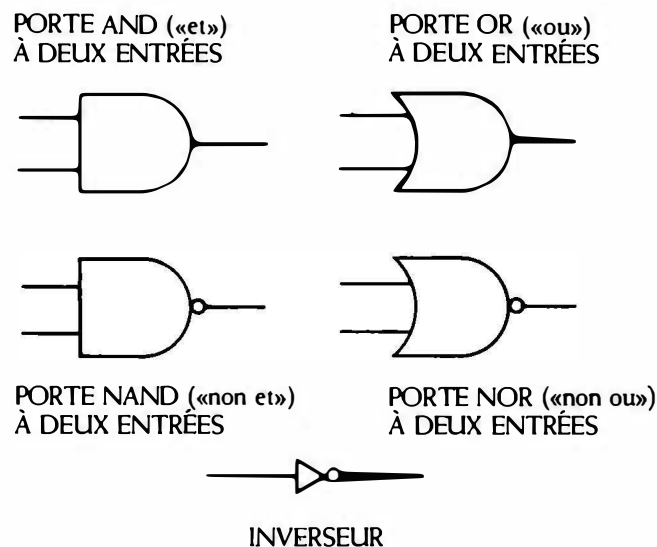 PORTE AND («et»)
À DEUX ENTRÉES
PORTE OR («ou»)
À DEUX ENTRÉES
PORTE NAND («non et»)
À DEUX ENTRÉES
PORTE NOR («non ou»)
À DEUX ENTRÉES
INVERSEUR